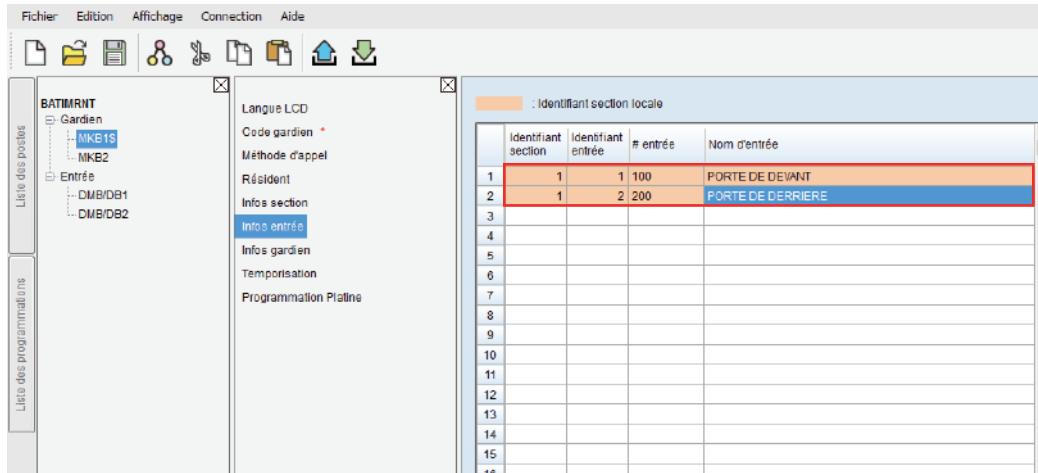 Fichier Edition Affichage Connection Aide
Liste des postes
Liste des programmations
BATIMRNT
Gardien
MKB1S
MKB2
Entrée
DMB/DB1
DMB/DB2
Langue LCD
Code gardien *
Méthode d'appel
Résident
Infos section
Infos entrée
Infos gardien
Temporisation
Programmation Platine
: Identifiant section locale
Identifiant section Identifiant entrée # entrée Nom d'entrée
1 1 1 100 PORTE DE DEVANT
2 1 2 200 PORTE DE DERRIERE
3
4
5
6
7
8
9
10
11
12
13
14
15
16